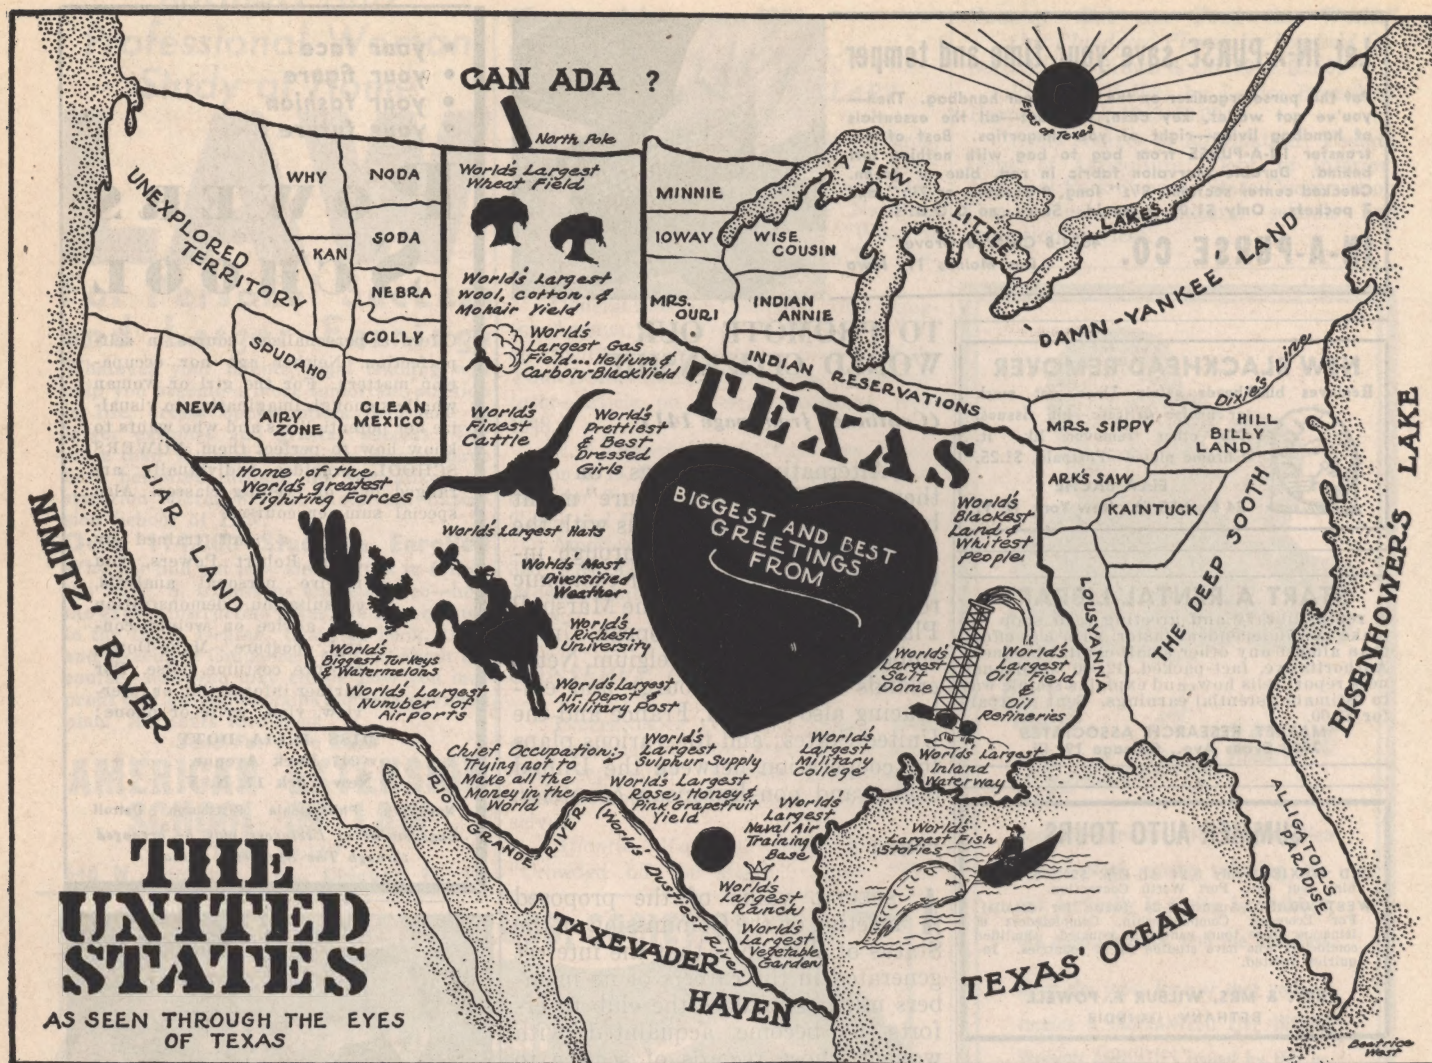 CAN ADA ?
North Pole
Eyes of Texas
UNEXPLORED
TERRITORY
WHY
NODA
KAN
SODA
NEBRA
COLLY
SPUDAHO
NEVA
AIRY
ZONE
CLEAN
MEXICO
LIAR
LAND
NIMITZ' RIVER
World's Largest
Wheat Field
World's Largest
Wool, cotton. &
Mohair Yield
World's
Largest Gas
Field...Helium &
Carbon-Black Yield
MINNIE
IOWAY
WISE
COUSIN
MRS.
OURI
INDIAN
ANNIE
INDIAN RESERVATIONS
A FEW
LITTLE
LAKES
"DAMN-YANKEE" LAND
Dixie's Line
MRS. SIPPY
HILL
BILLY
LAND
ARK'S SAW
KAINTUCK
LOUSYANNA
THE DEEP SOOTH
EISENHOWER'S LAKE
ALLIGATOR'S
PARADISE
TEXAS
World's
Finest
Cattle
World's
Prettiest
& Best
Dressed
Girls
Home of the
World's greatest
Fighting Forces
World's Largest Hats
World's Most
Diversified
Weather
World's
Richest
University
World's
Biggest Turkeys
& Watermelons
World's Largest
Number of
Airports
World's Largest
Air Depot &
Military Post
BIGGEST AND BEST
GREETINGS
FROM
World's
Blackest
Land &
Whitest
People
World's
Largest
Salt
Dome
World's
Largest
Oil Field
&
Oil
Refineries
Chief Occupation:
Trying not to
Make all the
Money in the
World
World's
Largest
Sulphur Supply
World's
Largest
Military
College
World's Largest
Inland
Waterway
World's Largest
Rose, Honey &
Pink Grapefruit
Yield
World's
Largest
Naval Air
Training
Base
World's
Largest
Ranch
World's
Largest
Vegetable
Garden
RIO GRANDE RIVER (World's Dustiest River)
World's
Largest Fish
Stories
TAXEVADER
HAVEN
TEXAS' OCEAN
THE
UNITED
STATES
AS SEEN THROUGH THE EYES
OF TEXAS
Beatrice
West